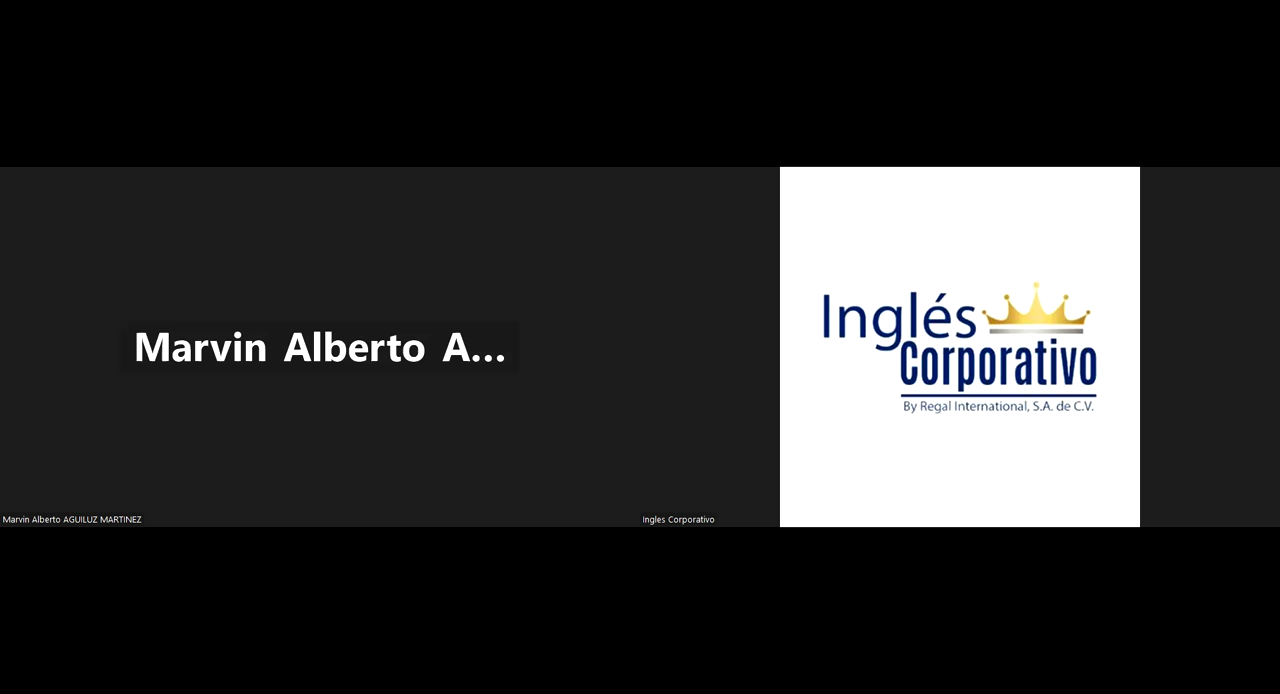 Marvin Alberto A...
Marvin Alberto AGUILUZ MARTINEZ
Inglés
Corporativo
By Regal International, S.A. de C.V.
Ingles Corporativo